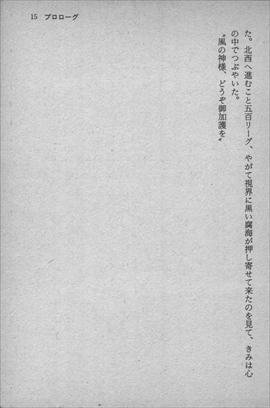 15 プロローグ
た。北西へ進むこと五百リーグ、やがて視界に黒い腐海が押し寄せて来たのを見て、きみは心
の中でつぶやいた。
〝風の神様、どうぞ御加護を〟